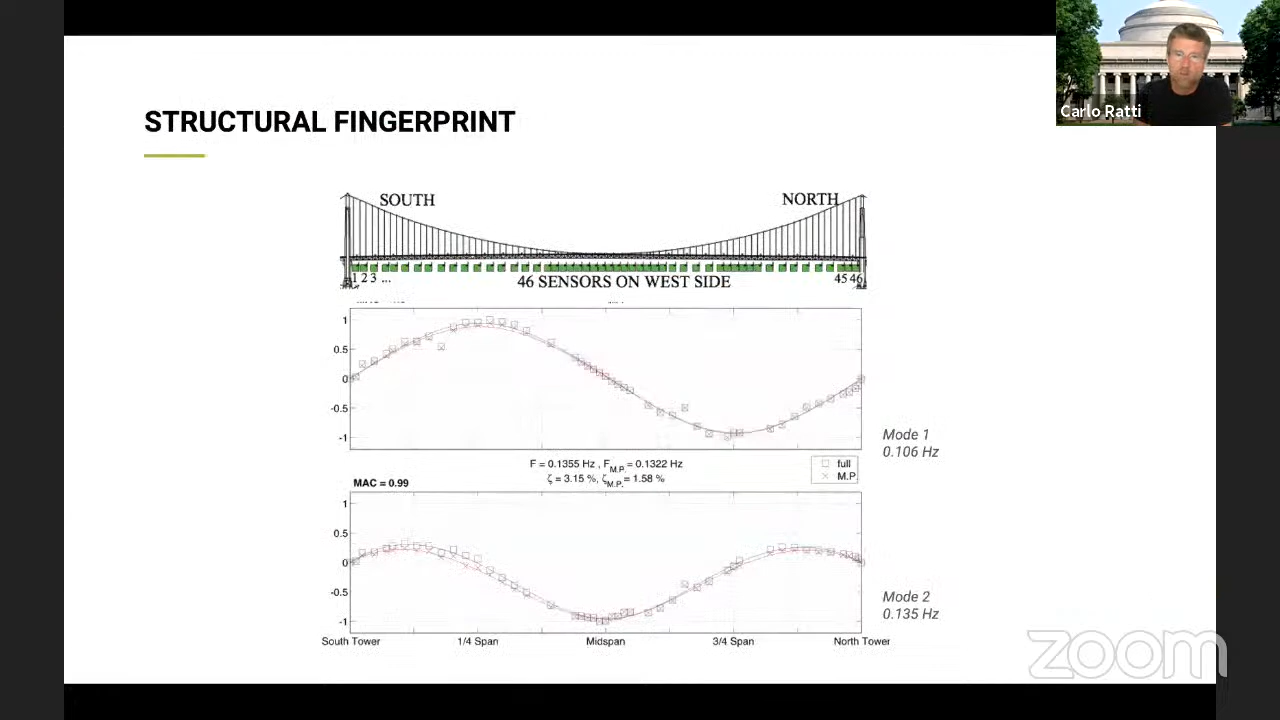 Carlo Ratti
STRUCTURAL FINGERPRINT
SOUTH
NORTH
1 2 3 ...
46 SENSORS ON WEST SIDE
45 46
1
0.5
0
-0.5
-1
Mode 1
0.106 Hz
F = 0.1355 Hz , F_M.P. = 0.1322 Hz
ζ = 3.15 %, ζ_M.P. = 1.58 %
full
M.P.
MAC = 0.99
1
0.5
0
-0.5
-1
Mode 2
0.135 Hz
South Tower
1/4 Span
Midspan
3/4 Span
North Tower
zoom